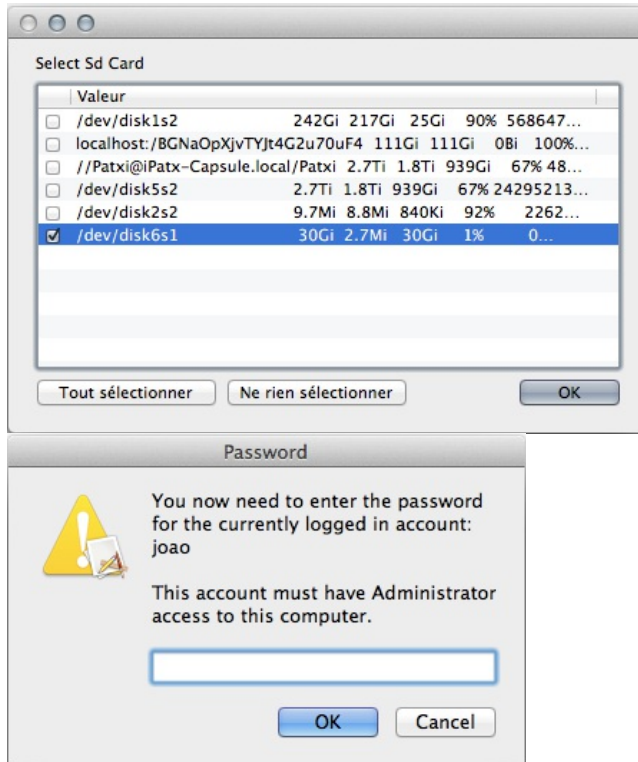 Select Sd Card
Valeur
/dev/disk1s2 242Gi 217Gi 25Gi 90% 568647...
localhost:/BGNaOpXjvTYJt4G2u70uF4 111Gi 111Gi 0Bi 100%...
//Patxi@iPatx-Capsule.local/Patxi 2.7Ti 1.8Ti 939Gi 67% 48...
/dev/disk5s2 2.7Ti 1.8Ti 939Gi 67% 24295213...
/dev/disk2s2 9.7Mi 8.8Mi 840Ki 92% 2262...
/dev/disk6s1 30Gi 2.7Mi 30Gi 1% 0...
Tout sélectionner Ne rien sélectionner OK
Password
You now need to enter the password
for the currently logged in account:
joao
This account must have Administrator
access to this computer.
OK Cancel